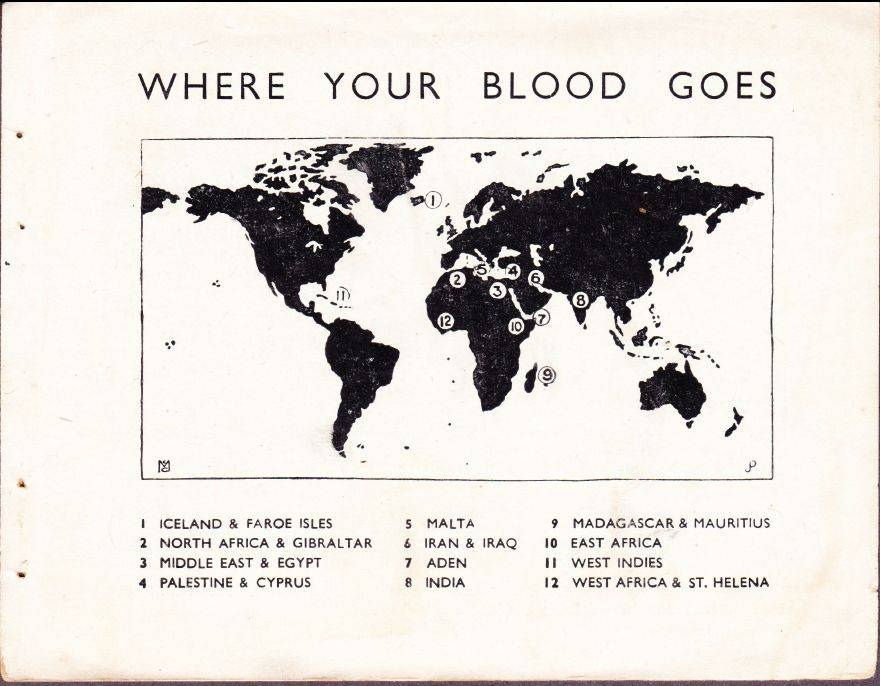 WHERE YOUR BLOOD GOES
1
2
3
4
5
6
7
8
9
10
11
12
1 ICELAND & FAROE ISLES
2 NORTH AFRICA & GIBRALTAR
3 MIDDLE EAST & EGYPT
4 PALESTINE & CYPRUS
5 MALTA
6 IRAN & IRAQ
7 ADEN
8 INDIA
9 MADAGASCAR & MAURITIUS
10 EAST AFRICA
11 WEST INDIES
12 WEST AFRICA & ST. HELENA